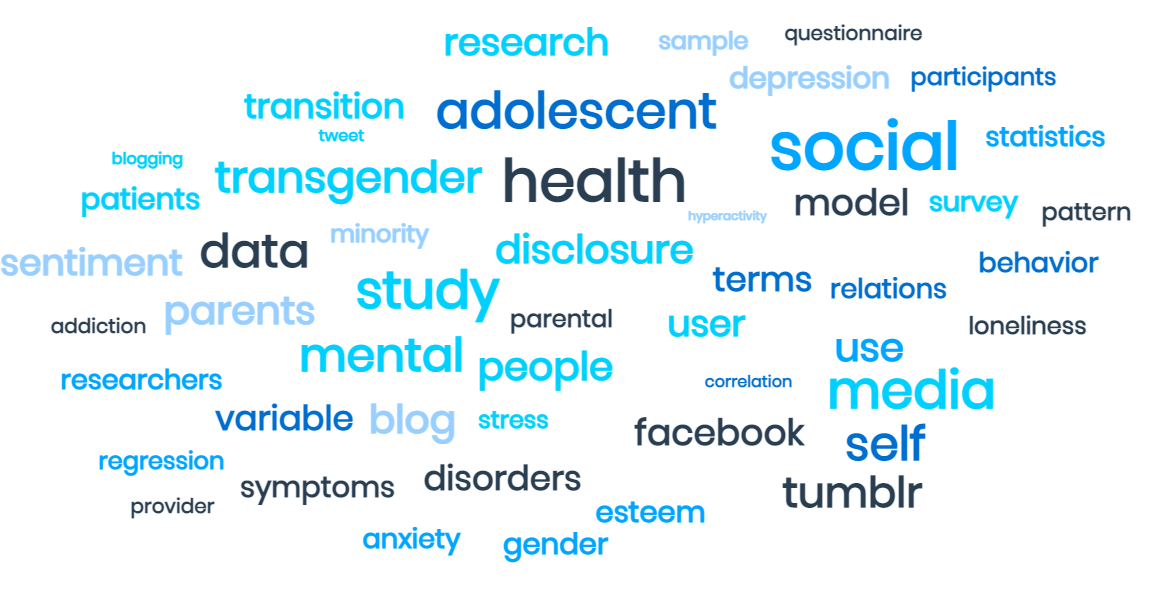 research
sample
questionnaire
depression
participants
transition
adolescent
tweet
social
statistics
blogging
transgender
health
patients
model
survey
pattern
hyperactivity
sentiment
data
minority
disclosure
behavior
study
terms
relations
addiction
parents
parental
user
loneliness
mental
people
use
researchers
correlation
media
variable
blog
stress
facebook
self
regression
symptoms
disorders
tumblr
provider
esteem
anxiety
gender